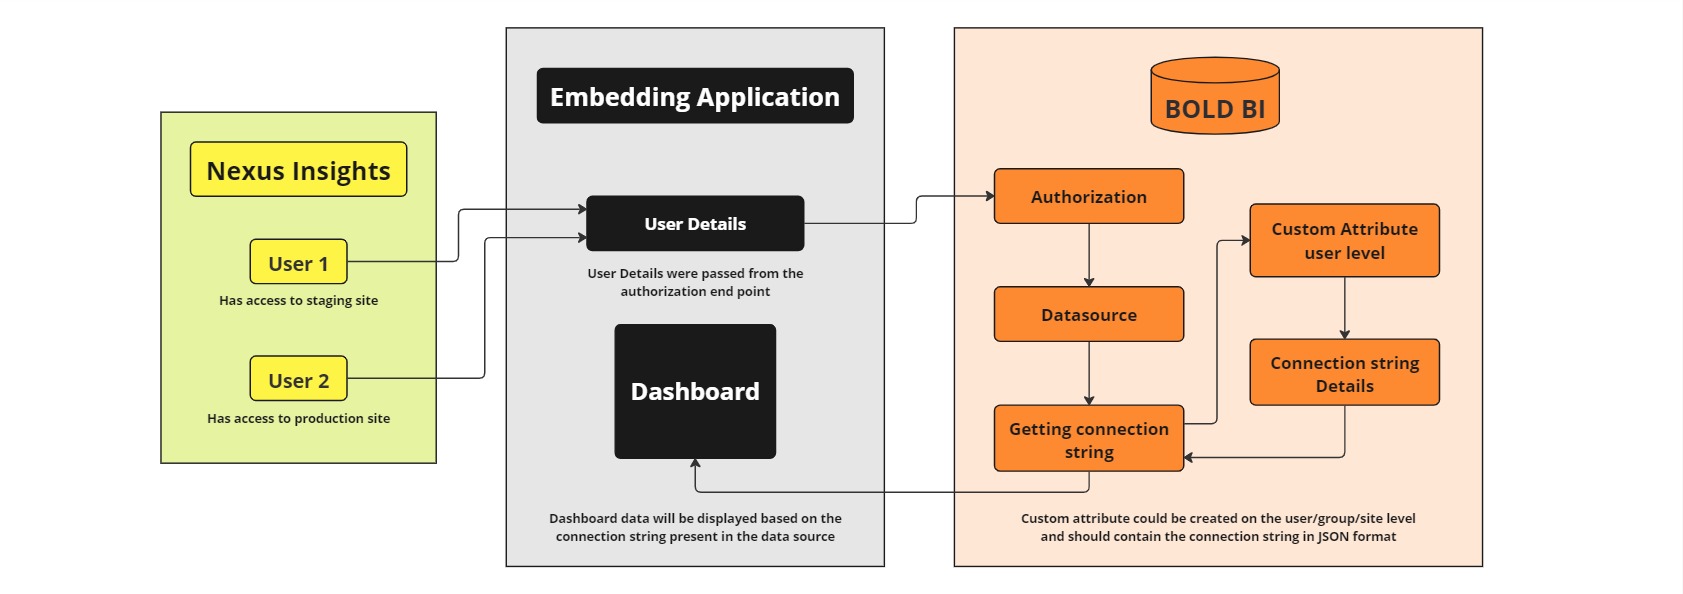 Nexus Insights
User 1
Has access to staging site
User 2
Has access to production site
Embedding Application
User Details
User Details were passed from the
authorization end point
Dashboard
Dashboard data will be displayed based on the
connection string present in the data source
BOLD BI
Authorization
Datasource
Getting connection
string
Custom Attribute
user level
Connection string
Details
Custom attribute could be created on the user/group/site level
and should contain the connection string in JSON format